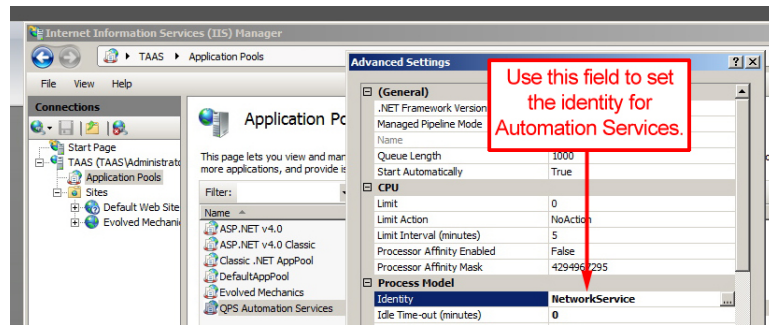 Internet Information Services (IIS) Manager
TAAS Application Pools
File View Help
Connections
Start Page
TAAS (TAAS\Administrato
Application Pools
Sites
Default Web Site
Evolved Mechani
Application Po
This page lets you view and man
more applications, and provide is
Filter:
Name
ASP.NET v4.0
ASP.NET v4.0 Classic
Classic .NET AppPool
DefaultAppPool
Evolved Mechanics
QPS Automation Services
Advanced Settings
Use this field to set
the identity for
Automation Services.
(General)
.NET Framework Version
Managed Pipeline Mode
Name
Queue Length 1000
Start Automatically True
CPU
Limit 0
Limit Action NoAction
Limit Interval (minutes) 5
Processor Affinity Enabled False
Processor Affinity Mask 4294967295
Process Model
Identity NetworkService ...
Idle Time-out (minutes) 0